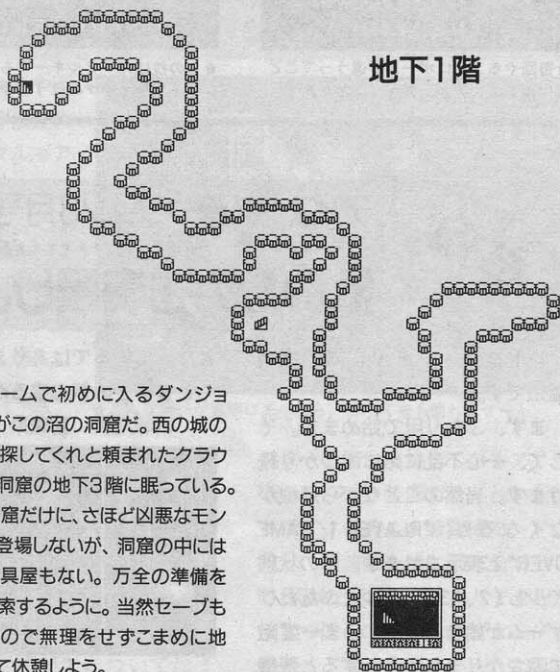 地下1階
ームで初めに入るダンジョ
がこの沼の洞窟だ。西の城の
探してくれと頼まれたクラウ
洞窟の地下3階に眠っている。
窟だけに、さほど凶悪なモン
登場しないが、洞窟の中には
具屋もない。万全の準備を
索するように。当然セーブも
ので無理をせずこまめに地
て休憩しよう。